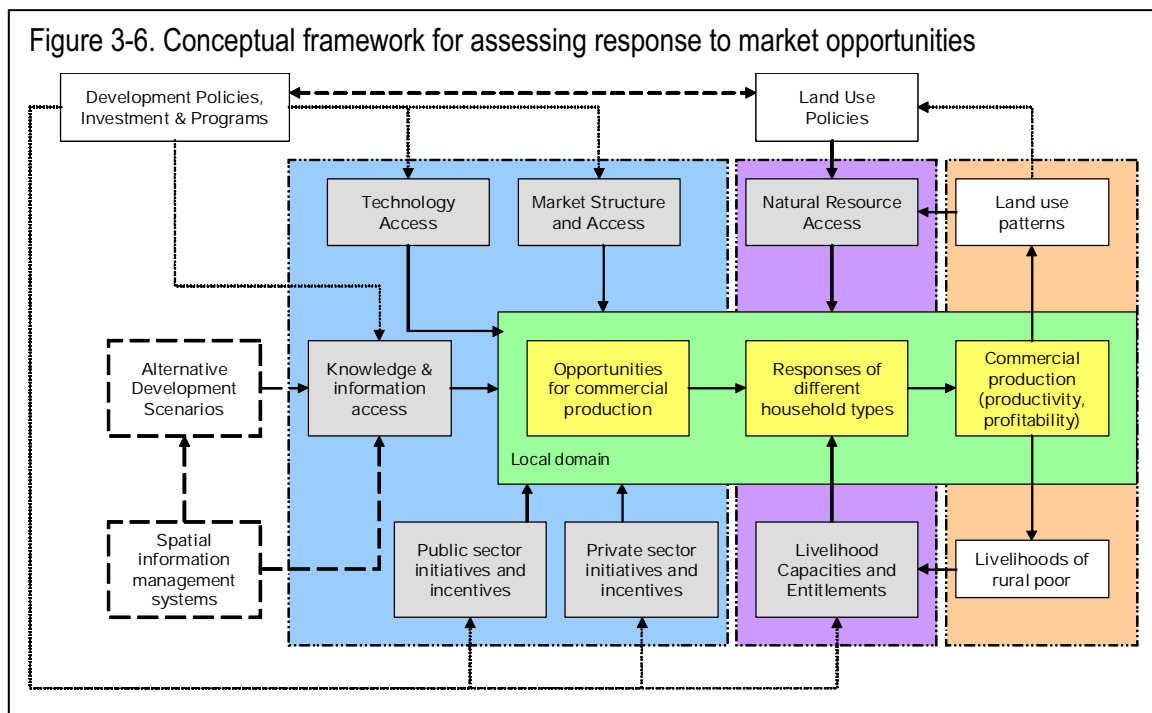 Figure 3-6. Conceptual framework for assessing response to market opportunities
Development Policies,
Investment & Programs
Land Use
Policies
Technology
Access
Market Structure
and Access
Natural Resource
Access
Land use
patterns
Alternative
Development
Scenarios
Knowledge &
information
access
Opportunities
for commercial
production
Responses of
different
household types
Commercial
production
(productivity,
profitability)
Local domain
Spatial
information
management
systems
Public sector
initiatives and
incentives
Private sector
initiatives and
incentives
Livelihood
Capacities and
Entitlements
Livelihoods of
rural poor